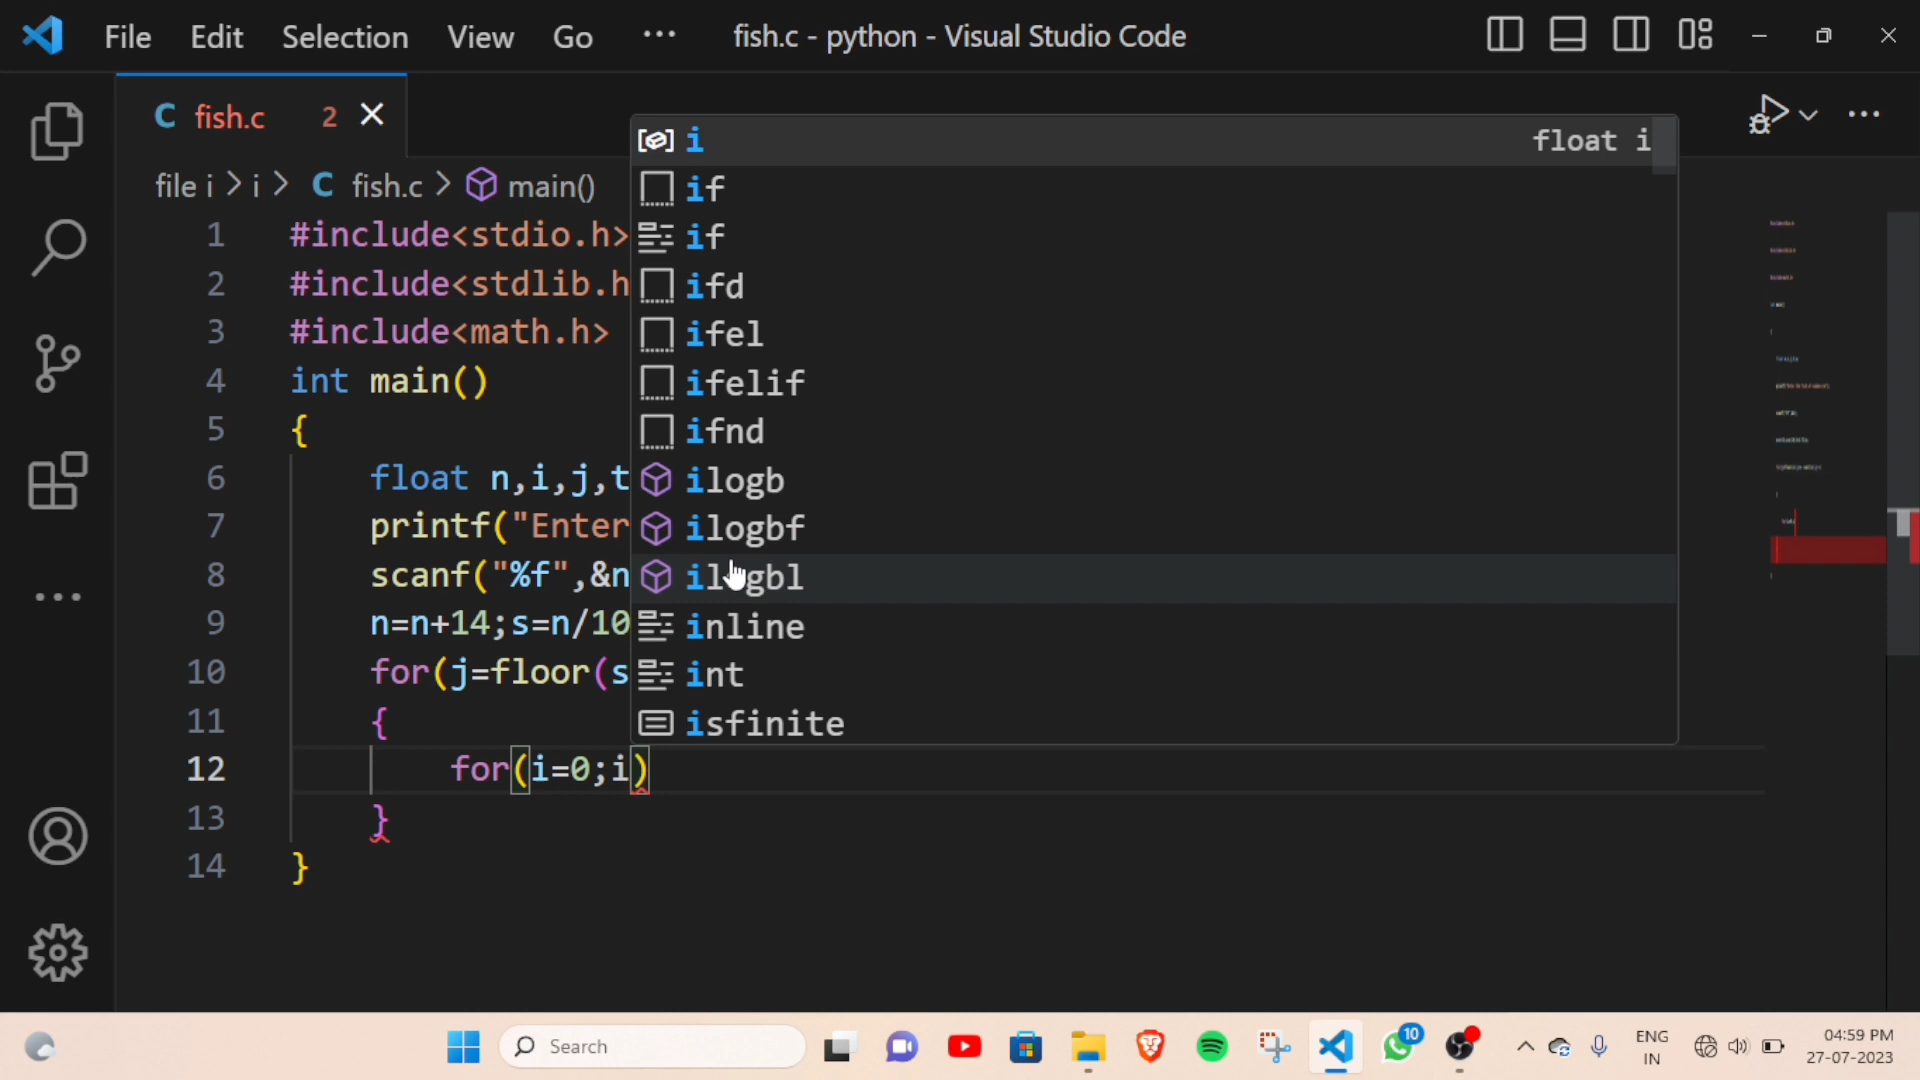 File Edit Selection View Go ··· fish.c - python - Visual Studio Code
C fish.c 2
file i > i > C fish.c > main()
1 #include<stdio.h>
2 #include<stdlib.h
3 #include<math.h>
4 int main()
5 {
6 float n,i,j,t
7 printf("Enter
8 scanf("%f",&n
9 n=n+14;s=n/10
10 for(j=floor(s
11 {
12 for(i=0;i)
13 }
14 }
i float i
if
if
ifd
ifel
ifelif
ifnd
ilogb
ilogbf
ilogbl
inline
int
isfinite
Search
10
ENG
IN
04:59 PM
27-07-2023